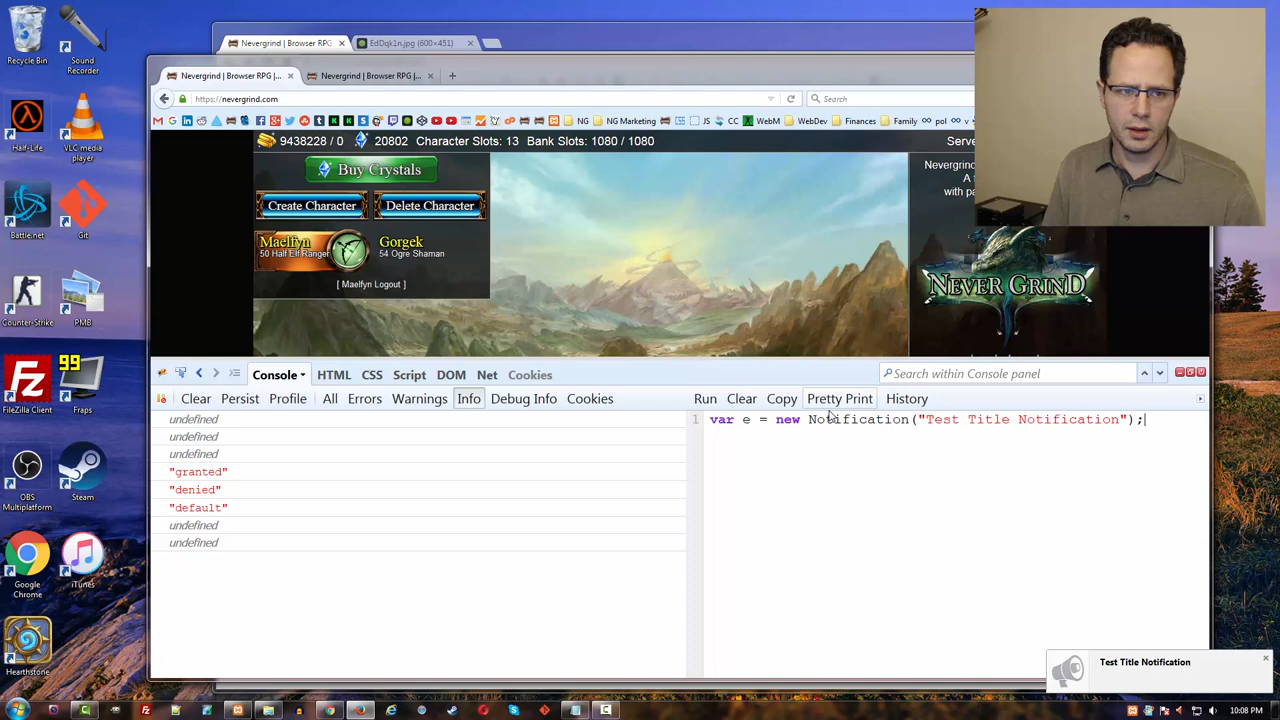 Recycle Bin
Sound Recorder
Half-Life
VLC media player
Battle.net
Git
Counter-Strike
PMB
FileZilla Client
99
Fraps
OBS Multiplatform
Steam
Google Chrome
iTunes
Hearthstone
Nevergrind | Browser RPG
EdDqk1n.jpg (600×451)
Nevergrind | Browser RPG |...
Nevergrind | Browser RPG |...
https://nevergrind.com
Search
NG
NG Marketing
JS
CC
WebM
WebDev
Finances
Family
pol
v
9438228 / 0
20802
Character Slots: 13
Bank Slots: 1080 / 1080
Serve
Buy Crystals
Create Character
Delete Character
Maelfyn
50 Half Elf Ranger
Gorgek
54 Ogre Shaman
[ Maelfyn Logout ]
Nevergrind
A f
with pa
NEVER GRIND
Console
HTML
CSS
Script
DOM
Net
Cookies
Search within Console panel
Clear
Persist
Profile
All
Errors
Warnings
Info
Debug Info
Cookies
Run
Clear
Copy
Pretty Print
History
undefined
undefined
undefined
"granted"
"denied"
"default"
undefined
undefined
1 var e = new Notification("Test Title Notification");
Test Title Notification
10:08 PM